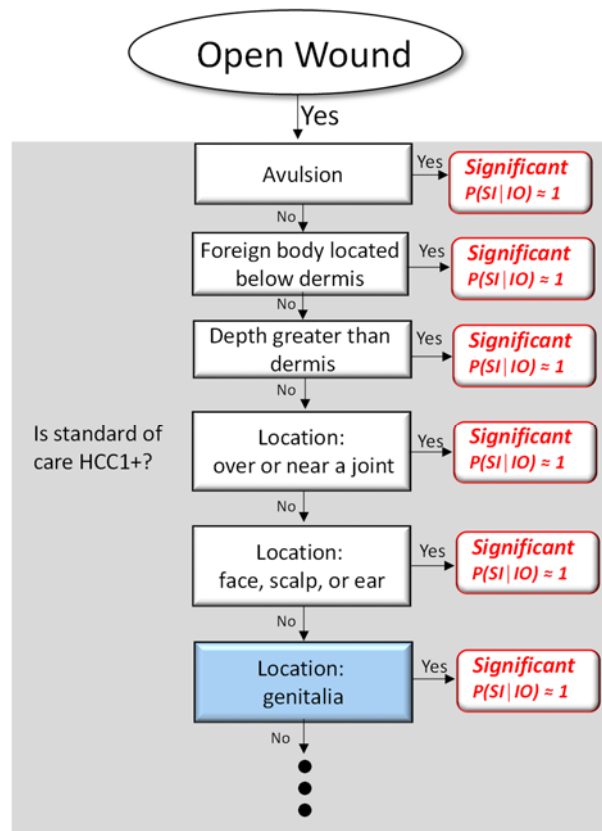 Open Wound
Yes
Avulsion
Yes
Significant
P(SI|IO) ≈ 1
No
Foreign body located
below dermis
Yes
Significant
P(SI|IO) ≈ 1
No
Depth greater than
dermis
Yes
Significant
P(SI|IO) ≈ 1
No
Is standard of
care HCC1+?
Location:
over or near a joint
Yes
Significant
P(SI|IO) ≈ 1
No
Location:
face, scalp, or ear
Yes
Significant
P(SI|IO) ≈ 1
No
Location:
genitalia
Yes
Significant
P(SI|IO) ≈ 1
No